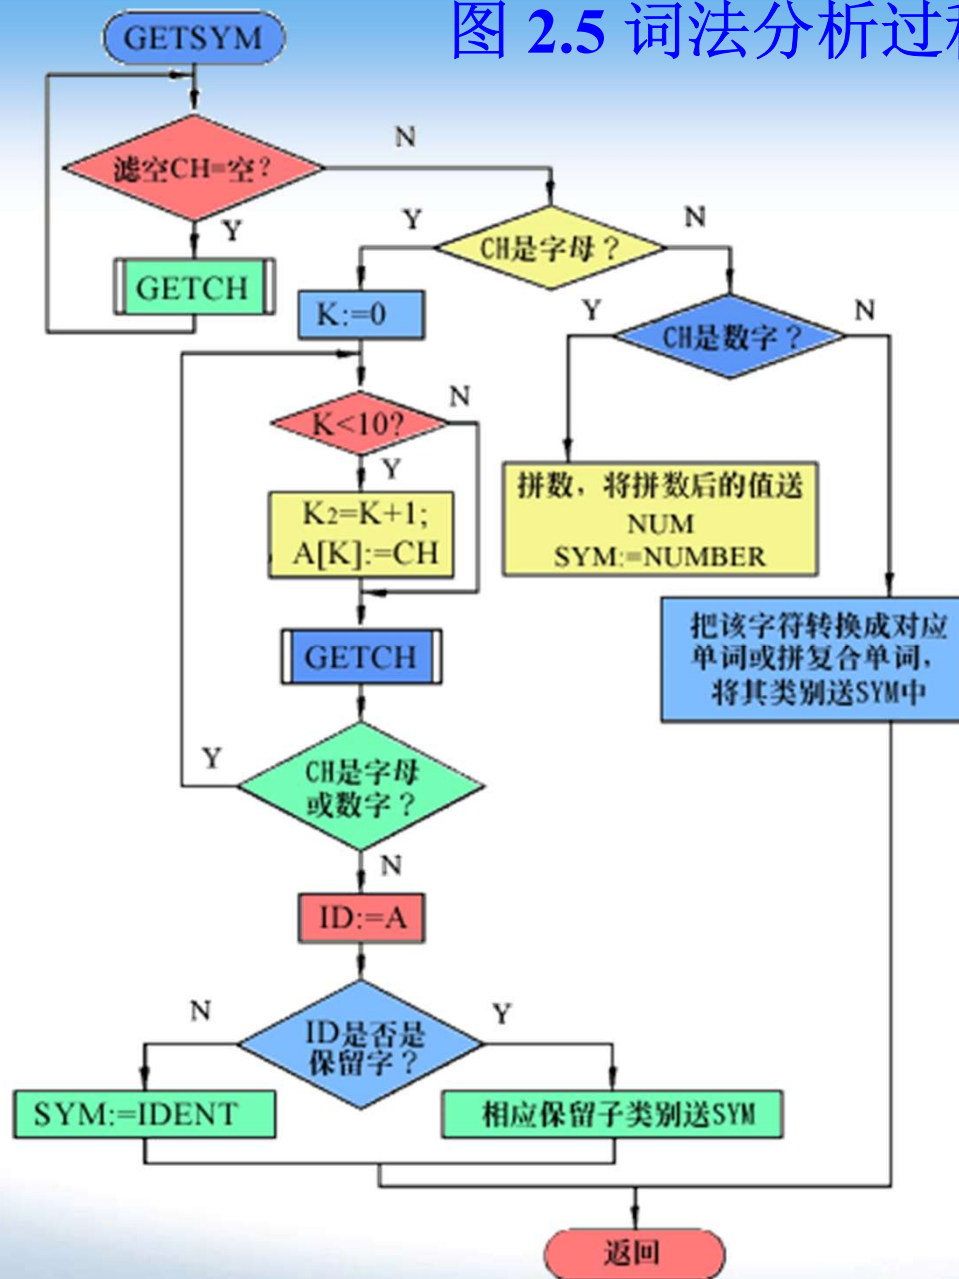 图 2.5 词法分析过程
GETSYM
滤空CH=空?
N
Y
GETCH
CH是字母?
Y
N
K:=0
CH是数字?
Y
N
K<10?
N
Y
K2=K+1;
A[K]:=CH
拼数，将拼数后的值送
NUM
SYM:=NUMBER
把该字符转换成对应
单词或拼复合单词，
将其类别送SYM中
GETCH
CH是字母
或数字?
Y
N
ID:=A
ID是否是
保留字?
N
Y
SYM:=IDENT
相应保留子类别送SYM
返回